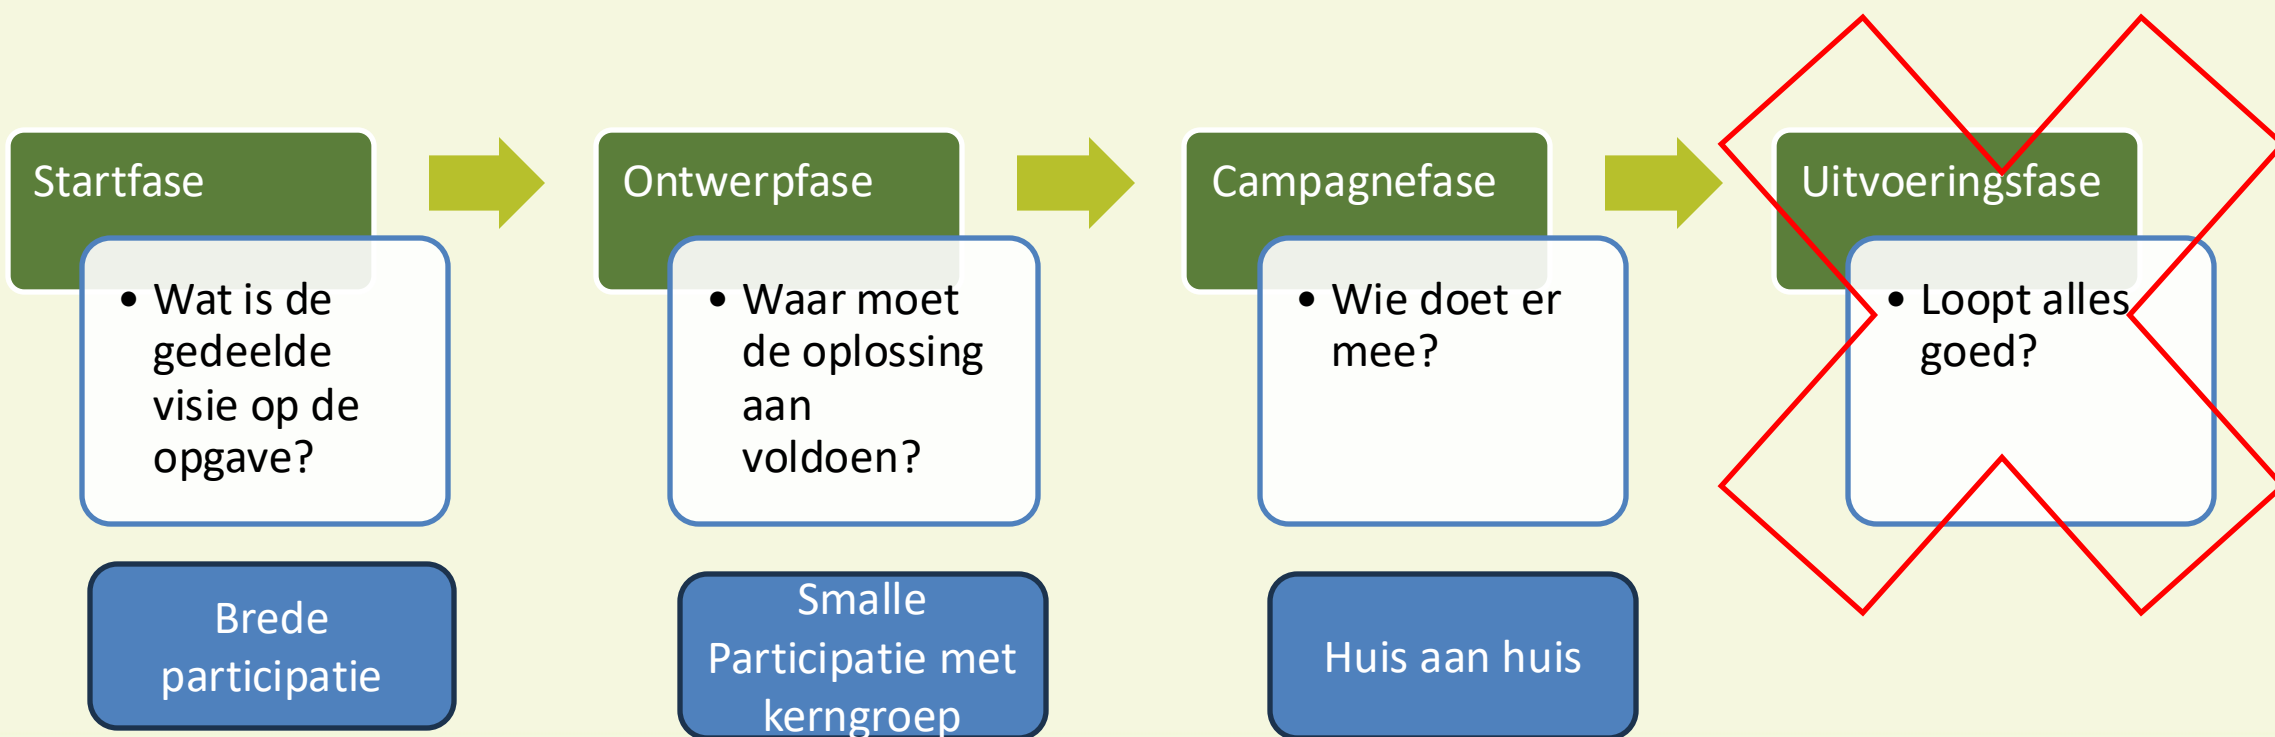 Startfase
• Wat is de
gedeelde
visie op de
opgave?
Brede
participatie
Ontwerpfase
• Waar moet
de oplossing
aan
voldoen?
Smalle
Participatie met
kerngroep
Campagnefase
• Wie doet er
mee?
Huis aan huis
Uitvoeringsfase
• Loopt alles
goed?